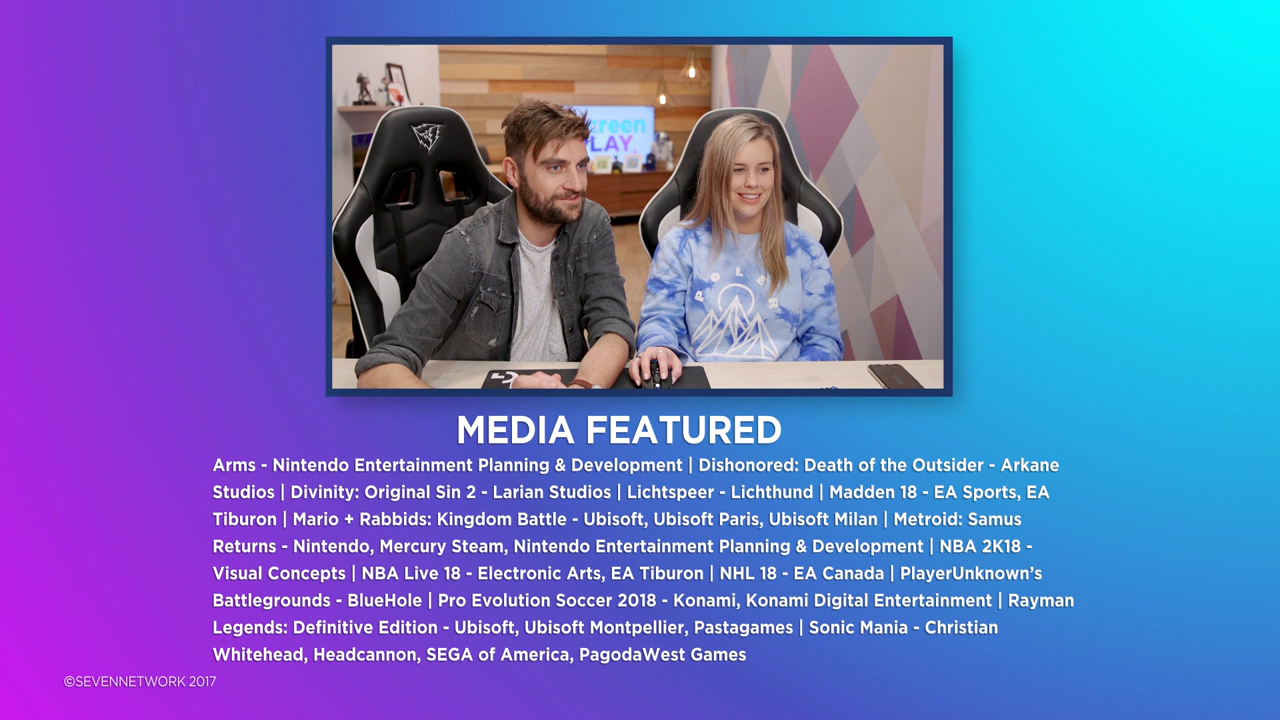 creen
LAY
POLER
MEDIA FEATURED
Arms - Nintendo Entertainment Planning & Development | Dishonored: Death of the Outsider - Arkane
Studios | Divinity: Original Sin 2 - Larian Studios | Lichtspeer - Lichthund | Madden 18 - EA Sports, EA
Tiburon | Mario + Rabbids: Kingdom Battle - Ubisoft, Ubisoft Paris, Ubisoft Milan | Metroid: Samus
Returns - Nintendo, Mercury Steam, Nintendo Entertainment Planning & Development | NBA 2K18 -
Visual Concepts | NBA Live 18 - Electronic Arts, EA Tiburon | NHL 18 - EA Canada | PlayerUnknown’s
Battlegrounds - BlueHole | Pro Evolution Soccer 2018 - Konami, Konami Digital Entertainment | Rayman
Legends: Definitive Edition - Ubisoft, Ubisoft Montpellier, Pastagames | Sonic Mania - Christian
Whitehead, Headcannon, SEGA of America, PagodaWest Games
©SEVENNETWORK 2017